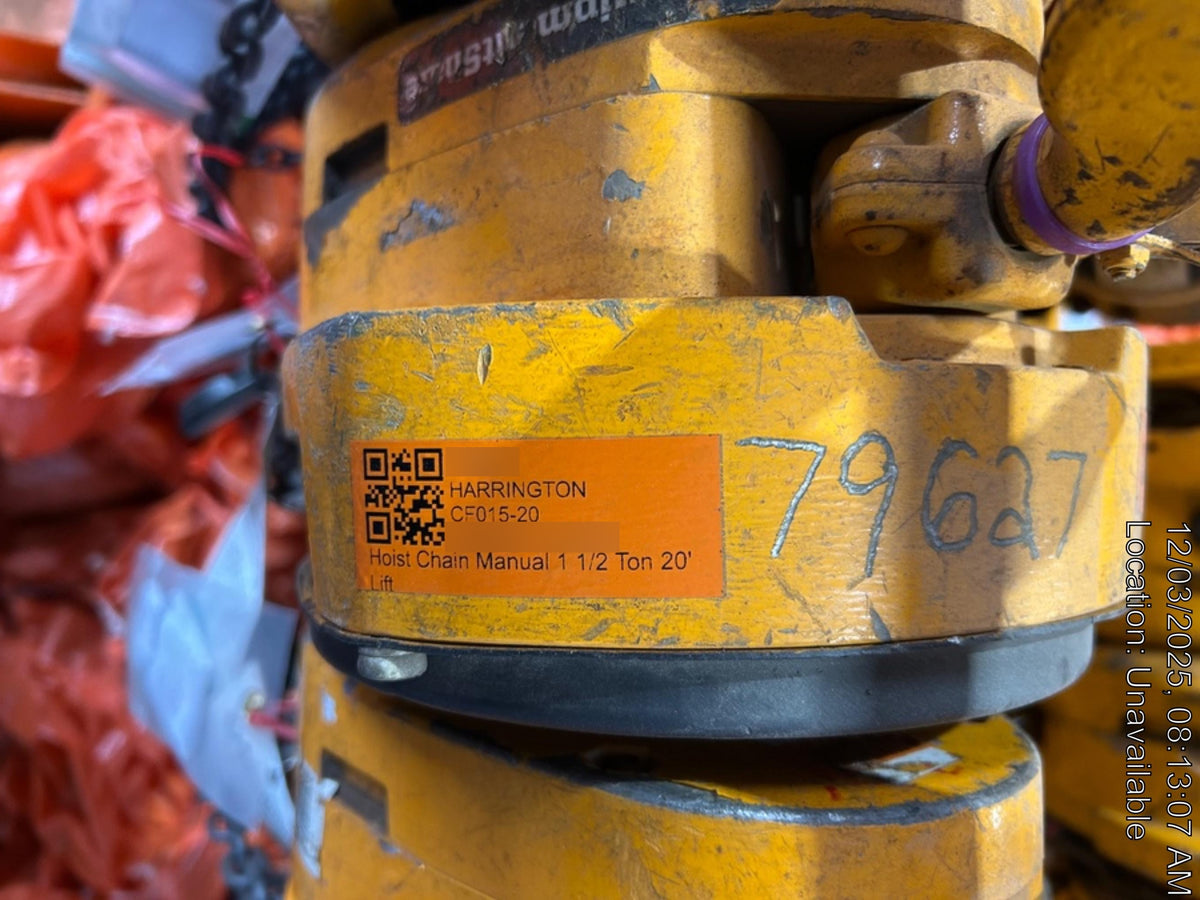 HARRINGTON
CF015-20
Hoist Chain Manual 1 1/2 Ton 20'
Lift
79627
12/03/2025, 08:13:07 AM
Location: Unavailable